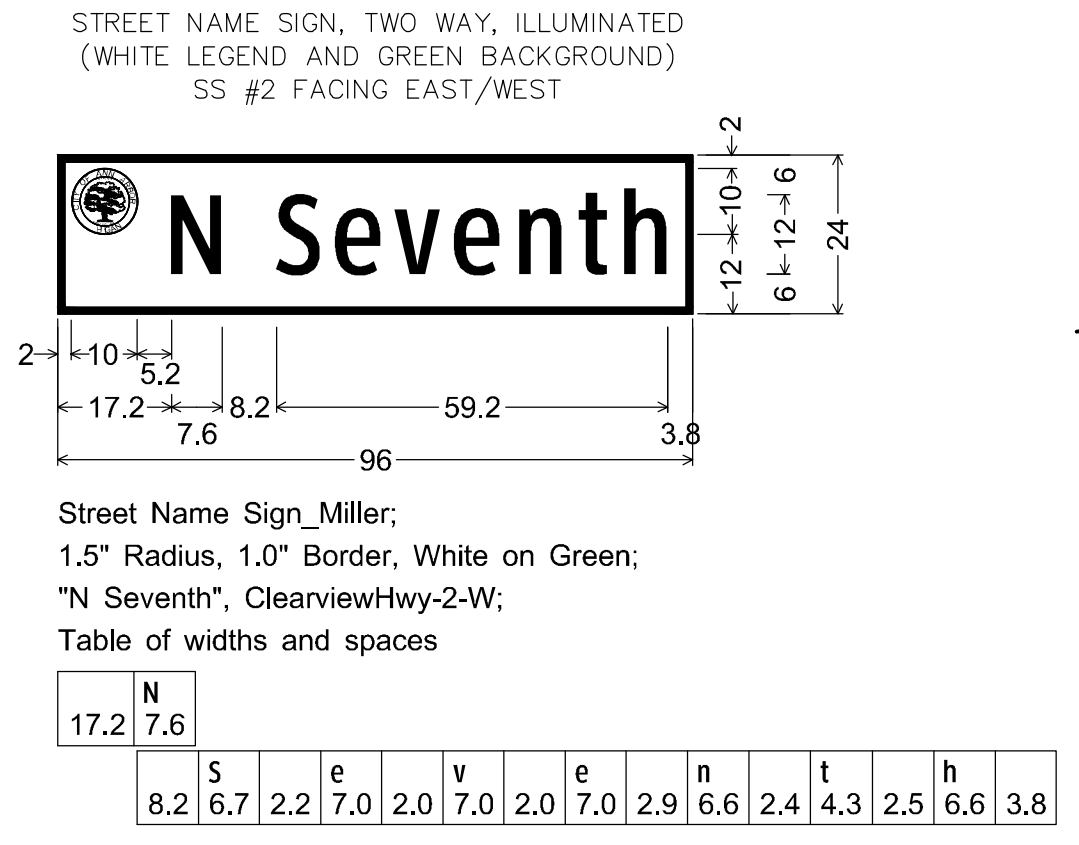 STREET NAME SIGN, TWO WAY, ILLUMINATED
(WHITE LEGEND AND GREEN BACKGROUND)
SS #2 FACING EAST/WEST
CITY OF ANN ARBOR
N Seventh
2
10
12
6
12
6
24
2
10
5.2
17.2
7.6
8.2
59.2
3.8
96
Street Name Sign_Miller;
1.5" Radius, 1.0" Border, White on Green;
"N Seventh", ClearviewHwy-2-W;
Table of widths and spaces
N
17.2 7.6
S e v e n t h
8.2 6.7 2.2 7.0 2.0 7.0 2.0 7.0 2.9 6.6 2.4 4.3 2.5 6.6 3.8